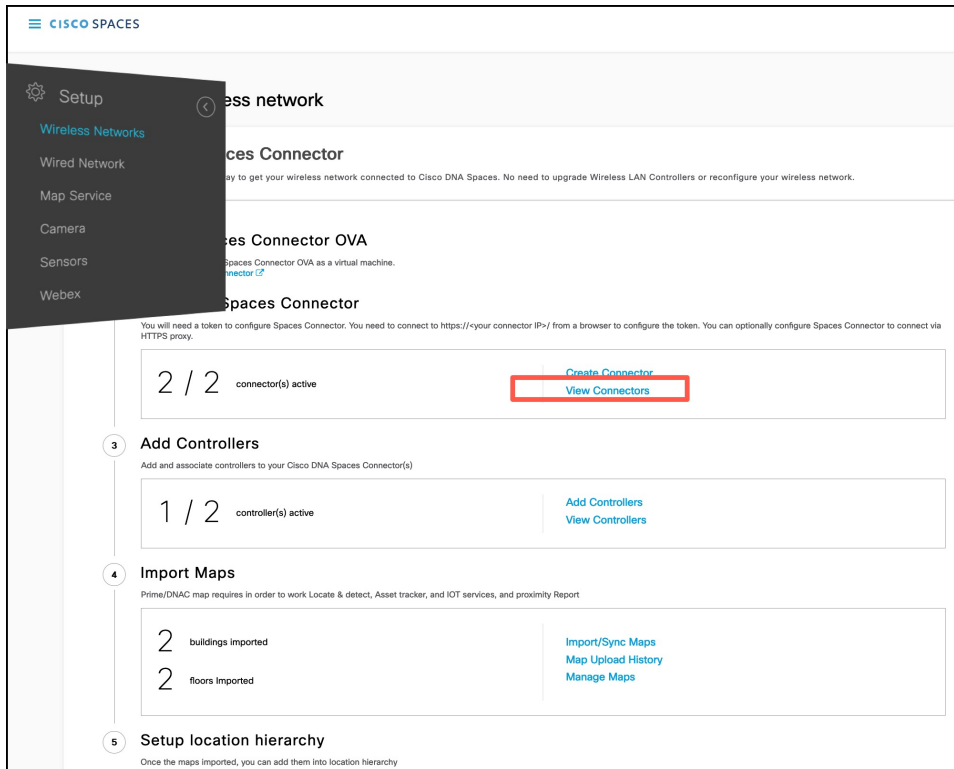 CISCO SPACES
Setup
Wireless Networks
Wired Network
Map Service
Camera
Sensors
Webex
ess network
ces Connector
ay to get your wireless network connected to Cisco DNA Spaces. No need to upgrade Wireless LAN Controllers or reconfigure your wireless network.
es Connector OVA
Spaces Connector OVA as a virtual machine.
nnector
Spaces Connector
You will need a token to configure Spaces Connector. You need to connect to https://<your connector IP>/ from a browser to configure the token. You can optionally configure Spaces Connector to connect via
HTTPS proxy.
2 / 2 connector(s) active
Create Connector
View Connectors
3 Add Controllers
Add and associate controllers to your Cisco DNA Spaces Connector(s)
1 / 2 controller(s) active
Add Controllers
View Controllers
4 Import Maps
Prime/DNAC map requires in order to work Locate & detect, Asset tracker, and IOT services, and proximity Report
2 buildings imported
2 floors Imported
Import/Sync Maps
Map Upload History
Manage Maps
5 Setup location hierarchy
Once the maps imported, you can add them into location hierarchy